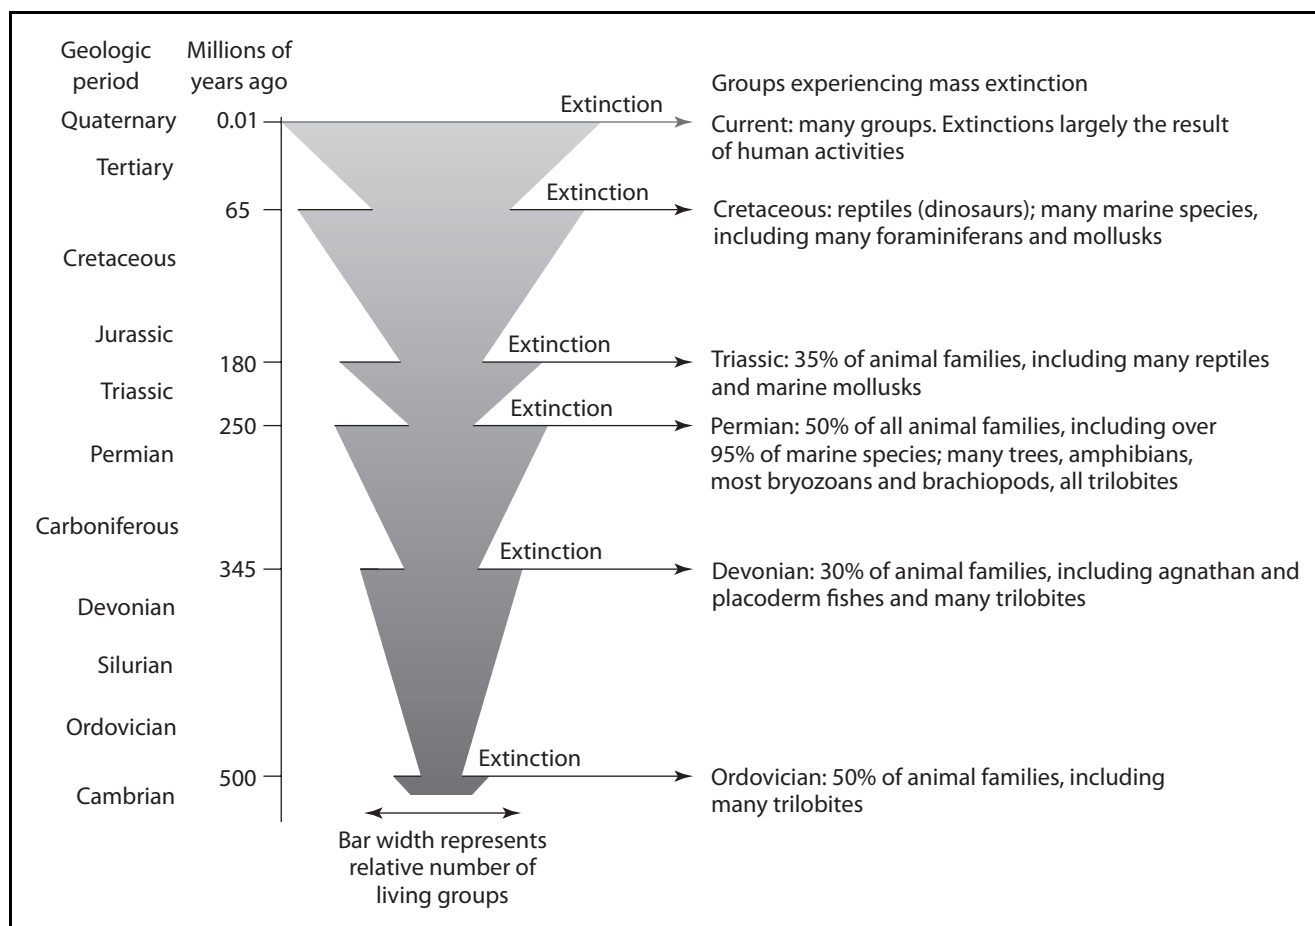 Geologic
period
Millions of
years ago
Groups experiencing mass extinction
Quaternary
0.01
Extinction
Current: many groups. Extinctions largely the result
of human activities
Tertiary
65
Extinction
Cretaceous: reptiles (dinosaurs); many marine species,
including many foraminiferans and mollusks
Cretaceous
Jurassic
180
Extinction
Triassic: 35% of animal families, including many reptiles
and marine mollusks
Triassic
250
Extinction
Permian: 50% of all animal families, including over
95% of marine species; many trees, amphibians,
most bryozoans and brachiopods, all trilobites
Permian
Carboniferous
345
Extinction
Devonian: 30% of animal families, including agnathan and
placoderm fishes and many trilobites
Devonian
Silurian
Ordovician
500
Extinction
Ordovician: 50% of animal families, including
many trilobites
Cambrian
Bar width represents
relative number of
living groups